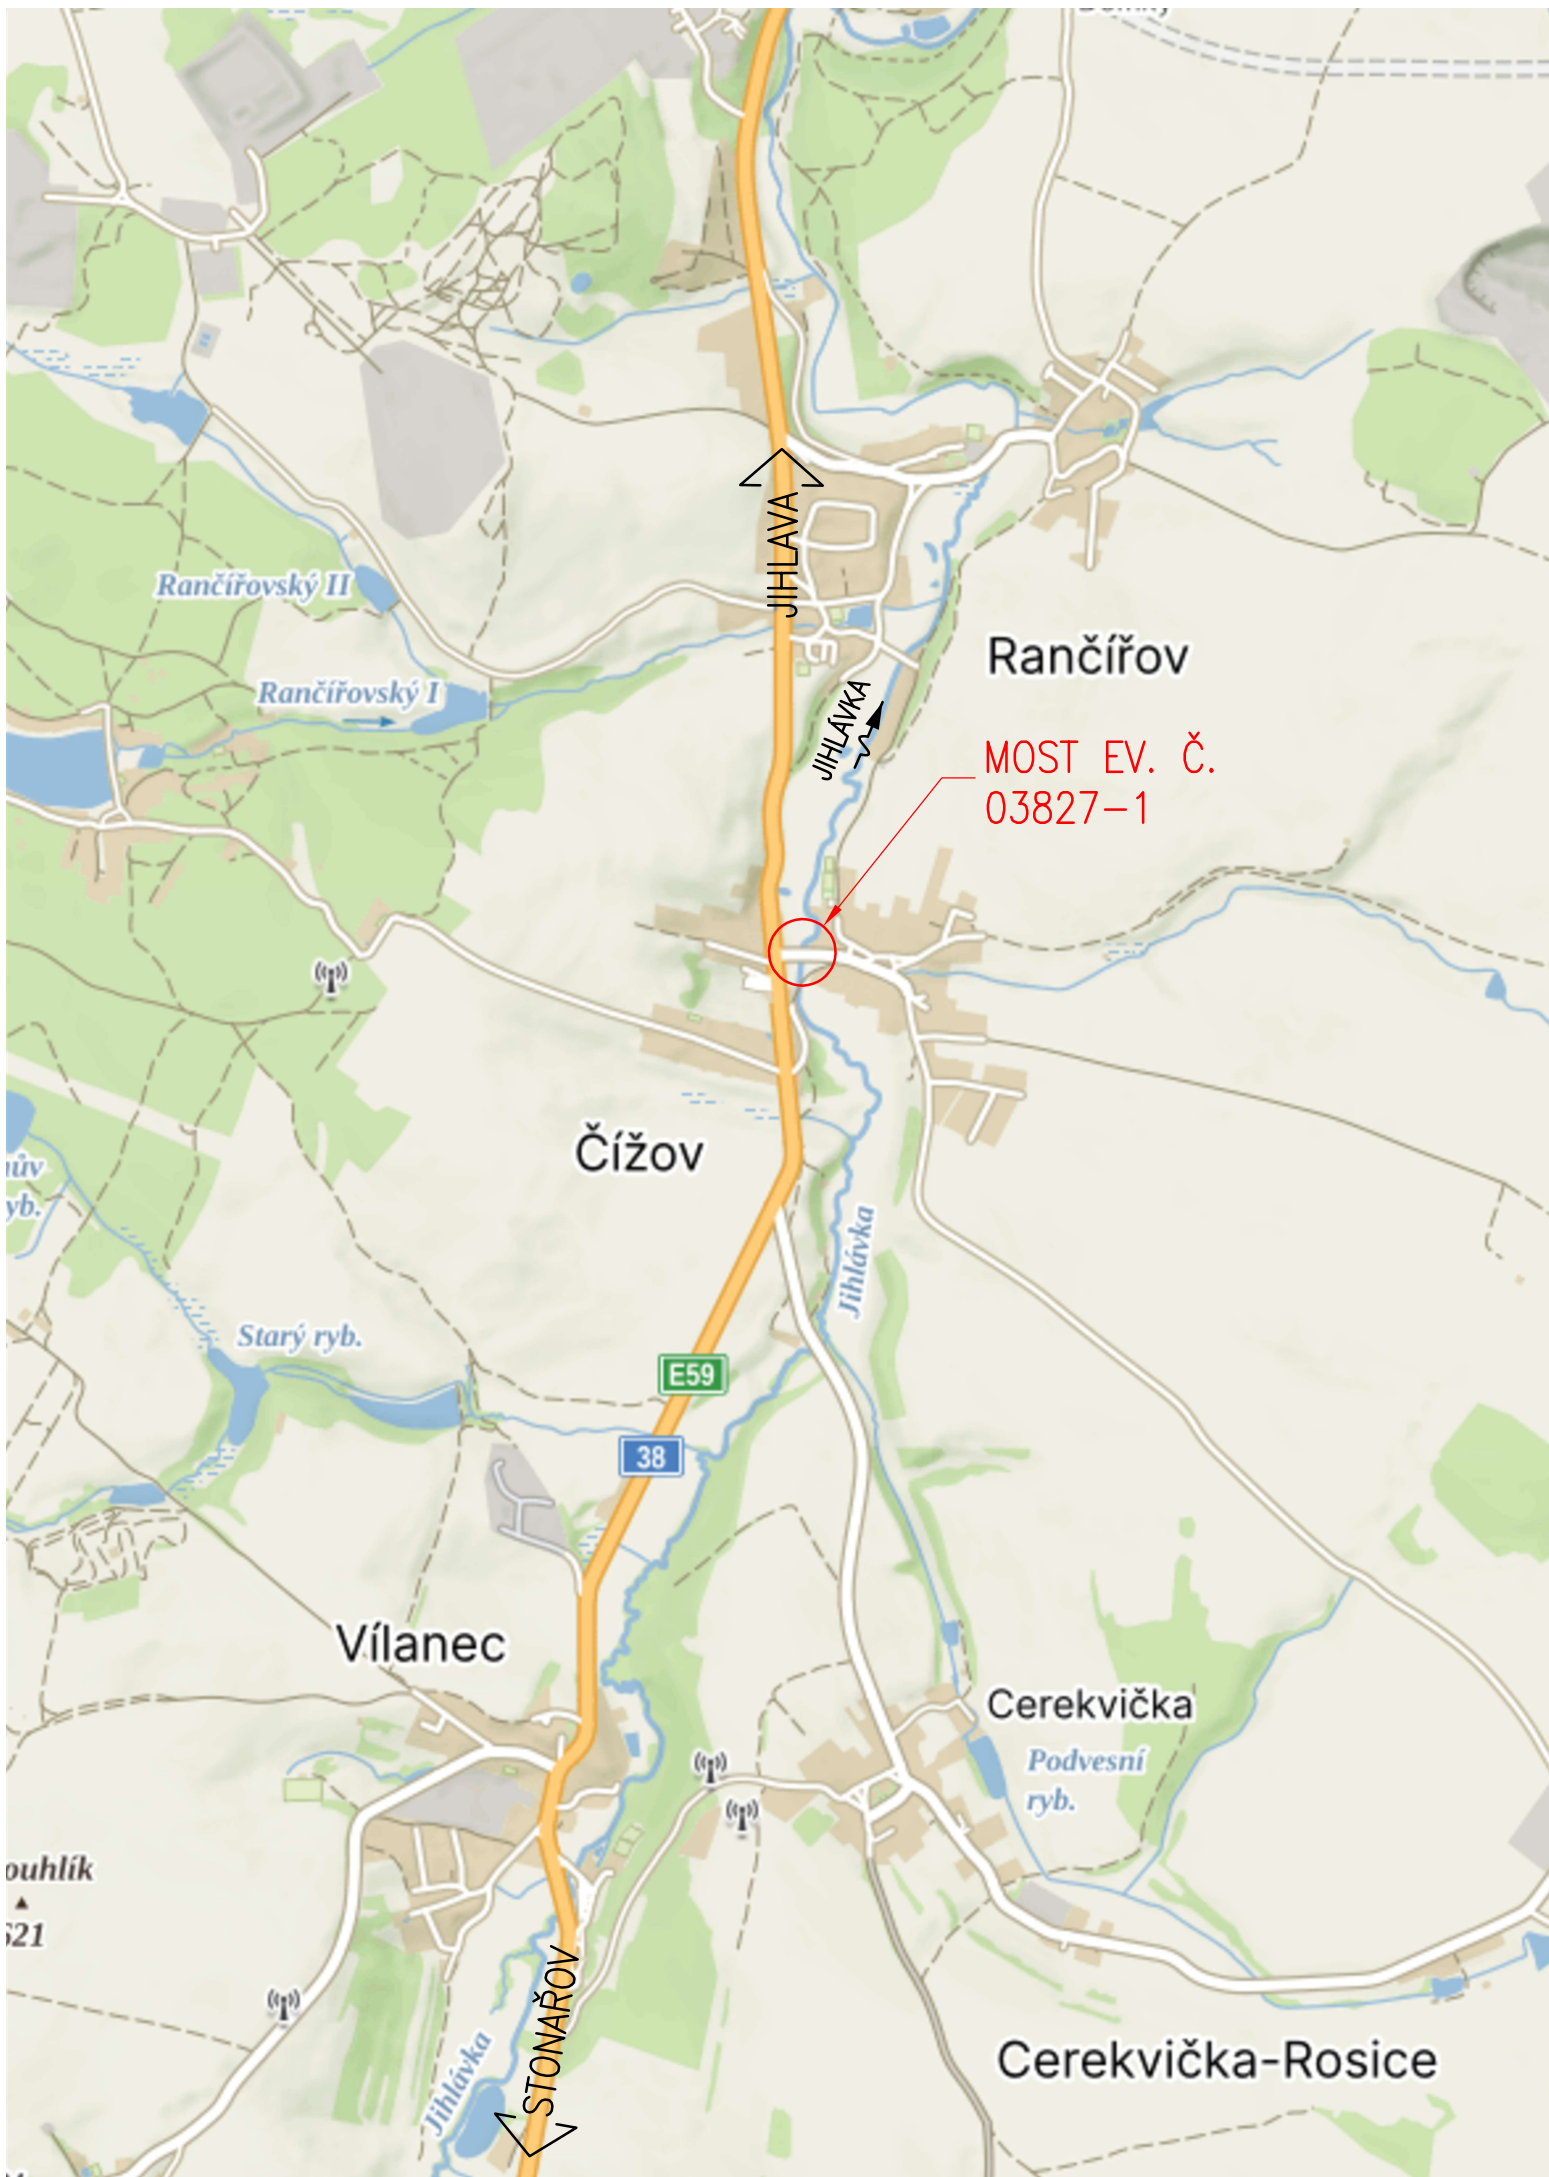 Rančířovský II
JIHLAVA
Rančířov
Rančířovský I
JIHLÁVKA
MOST EV. Č.
03827-1
Čížov
Jihlávka
Starý ryb.
E59
38
Vílanec
Cerekvička
Podvesní
ryb.
STONAŘOV
Jihlávka
Cerekvička-Rosice